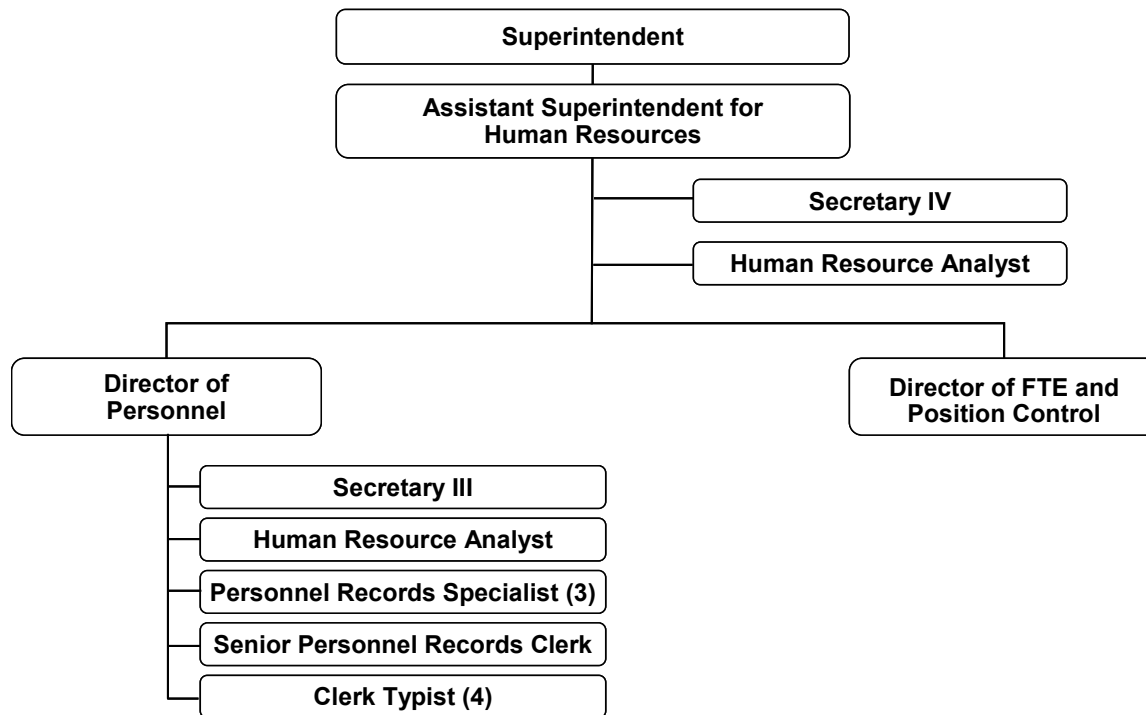 Superintendent
Assistant Superintendent for
Human Resources
Secretary IV
Human Resource Analyst
Director of
Personnel
Director of FTE and
Position Control
Secretary III
Human Resource Analyst
Personnel Records Specialist (3)
Senior Personnel Records Clerk
Clerk Typist (4)